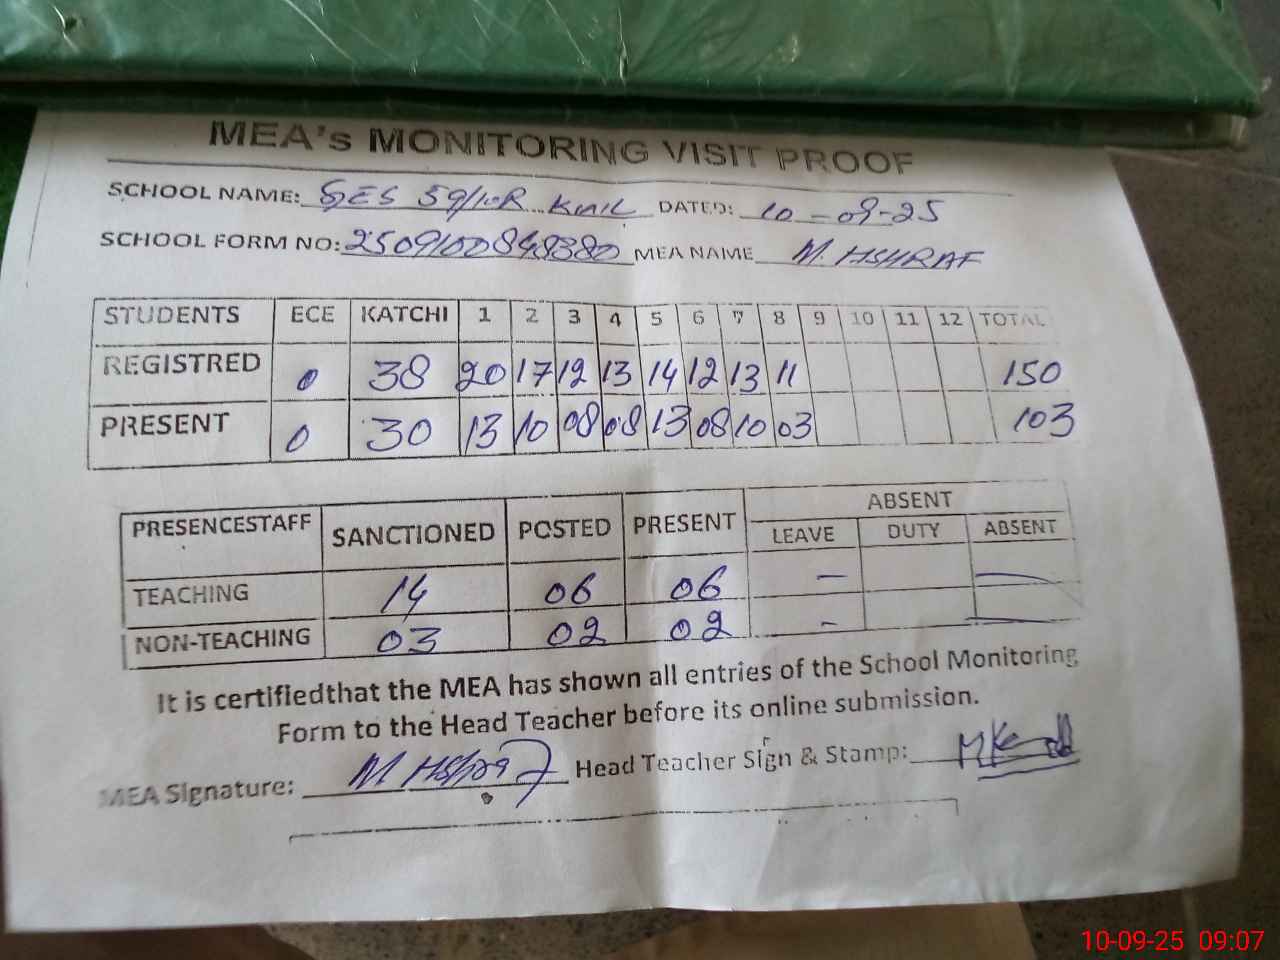 MEA's MONITORING VISIT PROOF
SCHOOL NAME: GES 59/10R KWL DATED: 10-09-25
SCHOOL FORM NO: 2509100848380 MEA NAME M. ASHRAF
STUDENTS ECE KATCHI 1 2 3 4 5 6 7 8 9 10 11 12 TOTAL
REGISTRED 0 38 20 17 12 13 14 12 13 11 150
PRESENT 0 30 13 10 08 08 13 08 10 03 103
PRESENCESTAFF SANCTIONED POSTED PRESENT ABSENT
LEAVE DUTY ABSENT
TEACHING 14 06 06 — —
NON-TEACHING 03 02 02 - —
It is certifiedthat the MEA has shown all entries of the School Monitoring
Form to the Head Teacher before its online submission.
MEA Signature: M Ashraf Head Teacher Sign & Stamp:
10-09-25 09:07